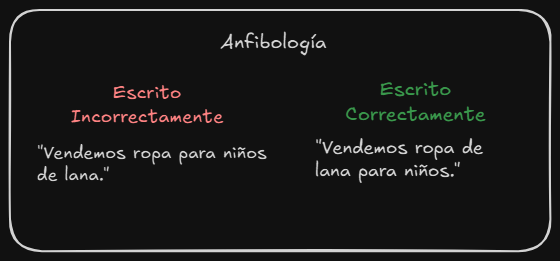 Anfibología
Escrito
Incorrectamente
"Vendemos ropa para niños
de lana."
Escrito
Correctamente
"Vendemos ropa de
lana para niños."